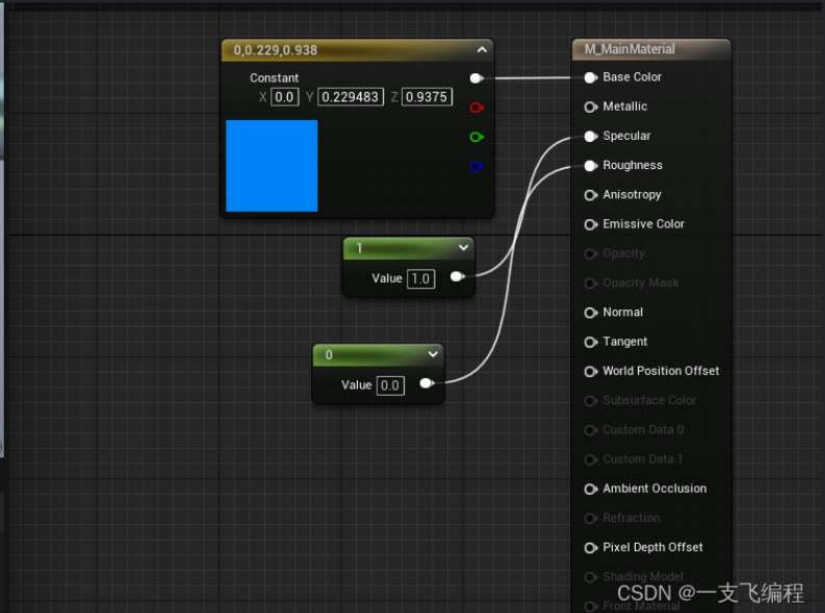 0,0.229,0.938
Constant
X 0.0 Y 0.229483 Z 0.9375
1
Value 1.0
0
Value 0.0
M_MainMaterial
Base Color
Metallic
Specular
Roughness
Anisotropy
Emissive Color
Opacity
Opacity Mask
Normal
Tangent
World Position Offset
Subsurface Color
Custom Data 0
Custom Data 1
Ambient Occlusion
Refraction
Pixel Depth Offset
Shading Model
Front Material
CSDN @一支飞编程